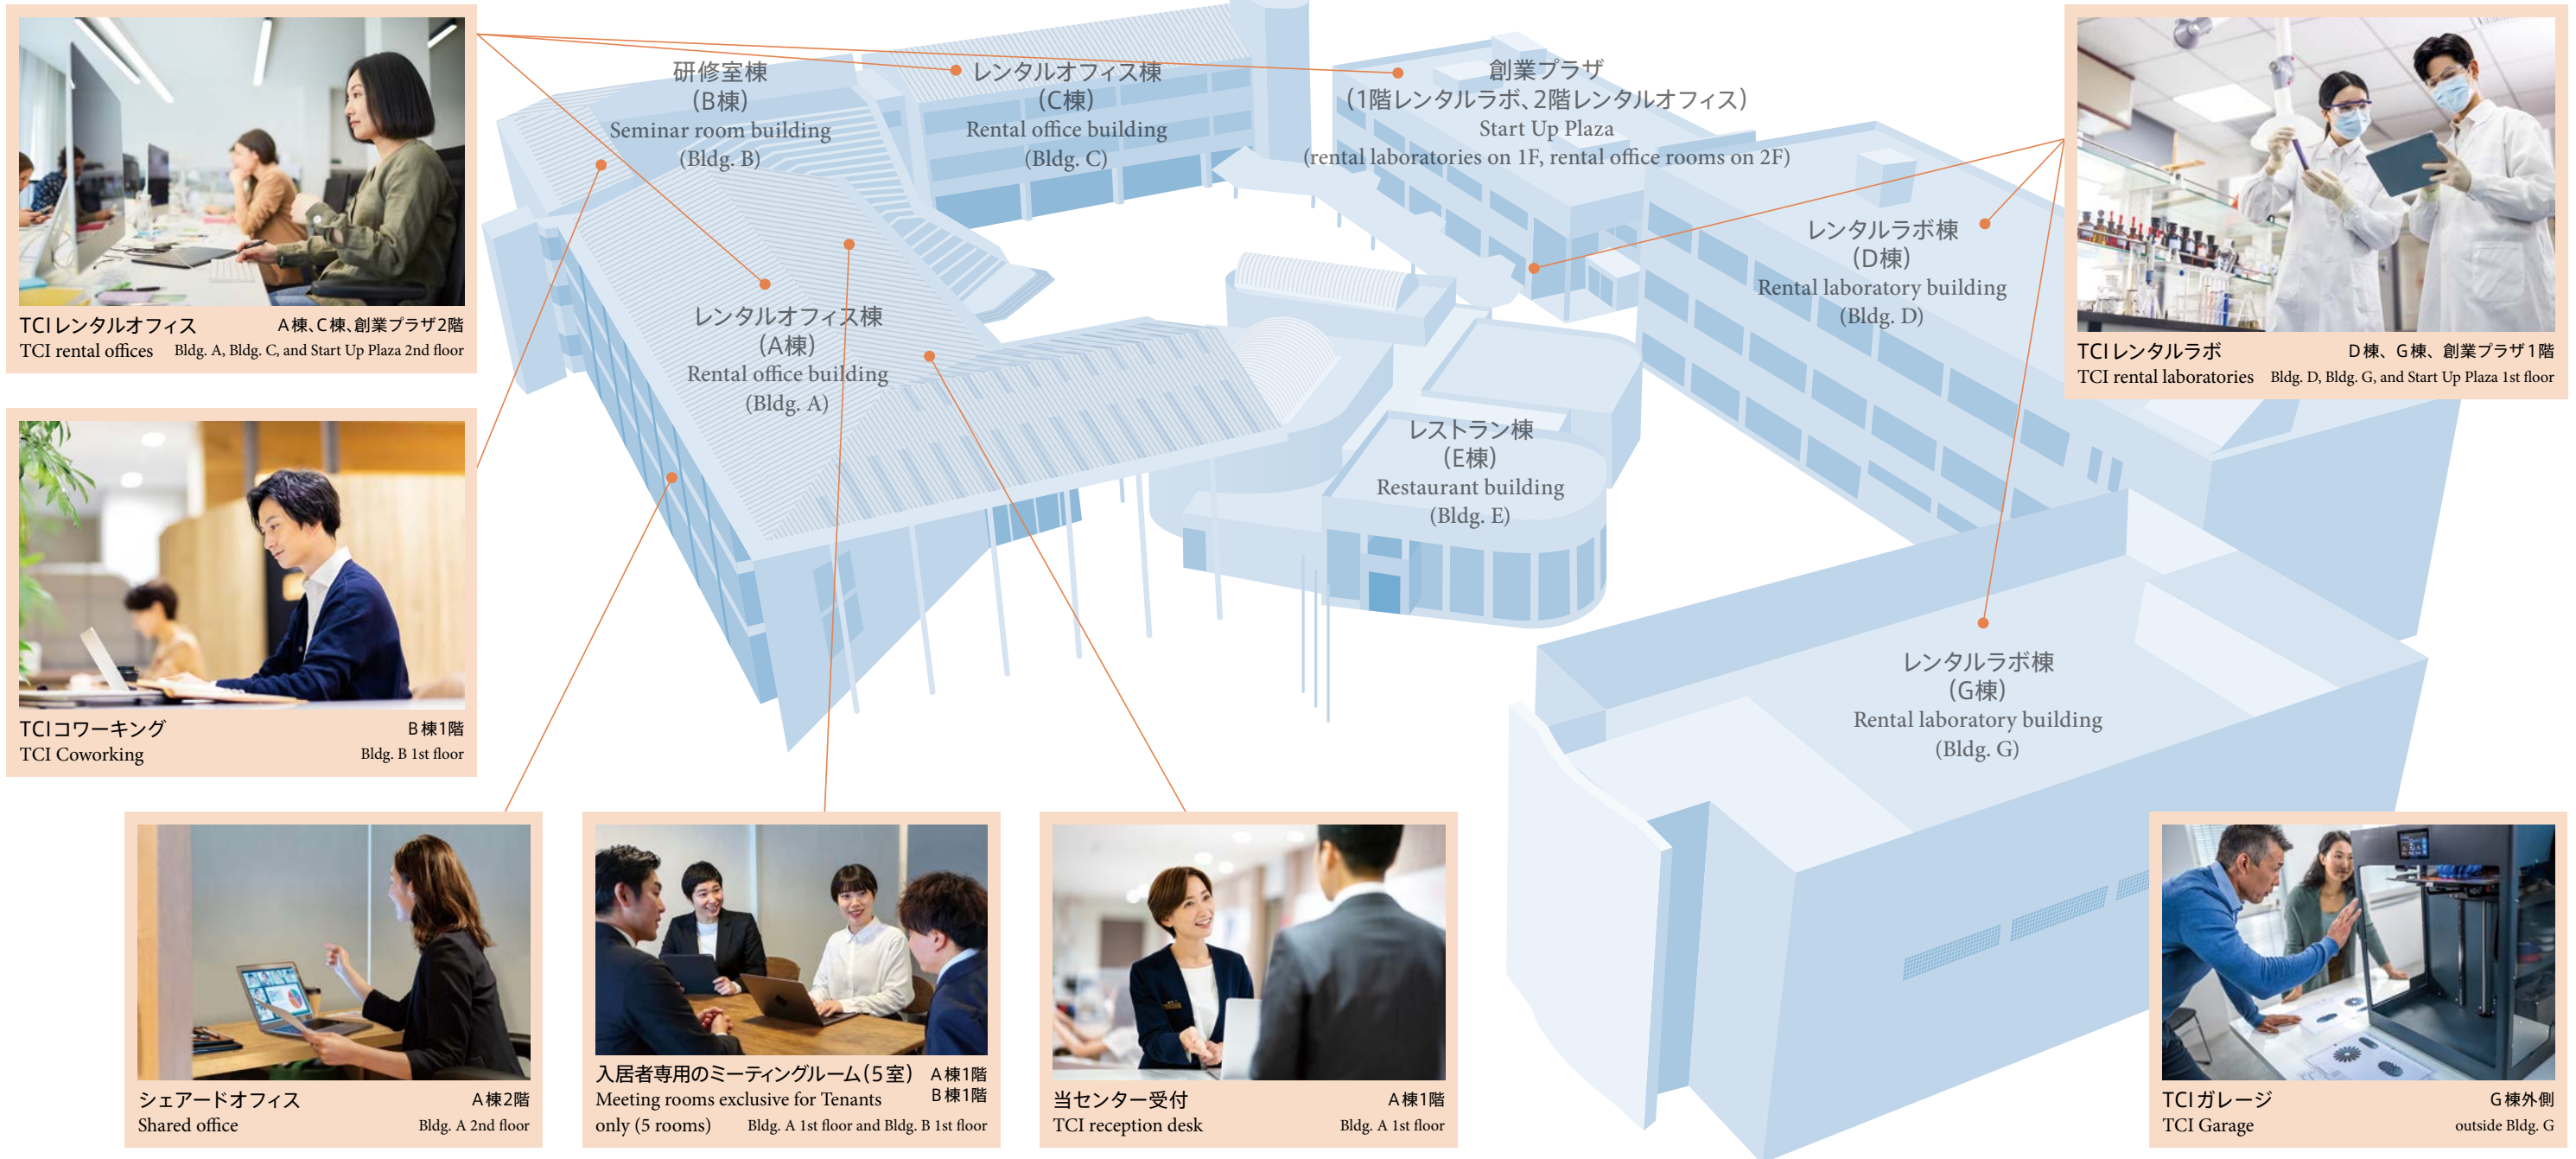 研修室棟
(B棟)
Seminar room building
(Bldg. B)
レンタルオフィス棟
(C棟)
Rental office building
(Bldg. C)
創業プラザ
(1階レンタルラボ、2階レンタルオフィス)
Start Up Plaza
(rental laboratories on 1F, rental office rooms on 2F)
レンタルラボ棟
(D棟)
Rental laboratory building
(Bldg. D)
レンタルオフィス棟
(A棟)
Rental office building
(Bldg. A)
レストラン棟
(E棟)
Restaurant building
(Bldg. E)
レンタルラボ棟
(G棟)
Rental laboratory building
(Bldg. G)
TCIレンタルオフィス A棟、C棟、創業プラザ2階
TCI rental offices Bldg. A, Bldg. C, and Start Up Plaza 2nd floor
TCIレンタルラボ D棟、G棟、創業プラザ1階
TCI rental laboratories Bldg. D, Bldg. G, and Start Up Plaza 1st floor
TCIコワーキング B棟1階
TCI Coworking Bldg. B 1st floor
シェアードオフィス A棟2階
Shared office Bldg. A 2nd floor
入居者専用のミーティングルーム(5室) A棟1階
B棟1階
Meeting rooms exclusive for Tenants
only (5 rooms) Bldg. A 1st floor and Bldg. B 1st floor
当センター受付 A棟1階
TCI reception desk Bldg. A 1st floor
TCIガレージ G棟外側
TCI Garage outside Bldg. G